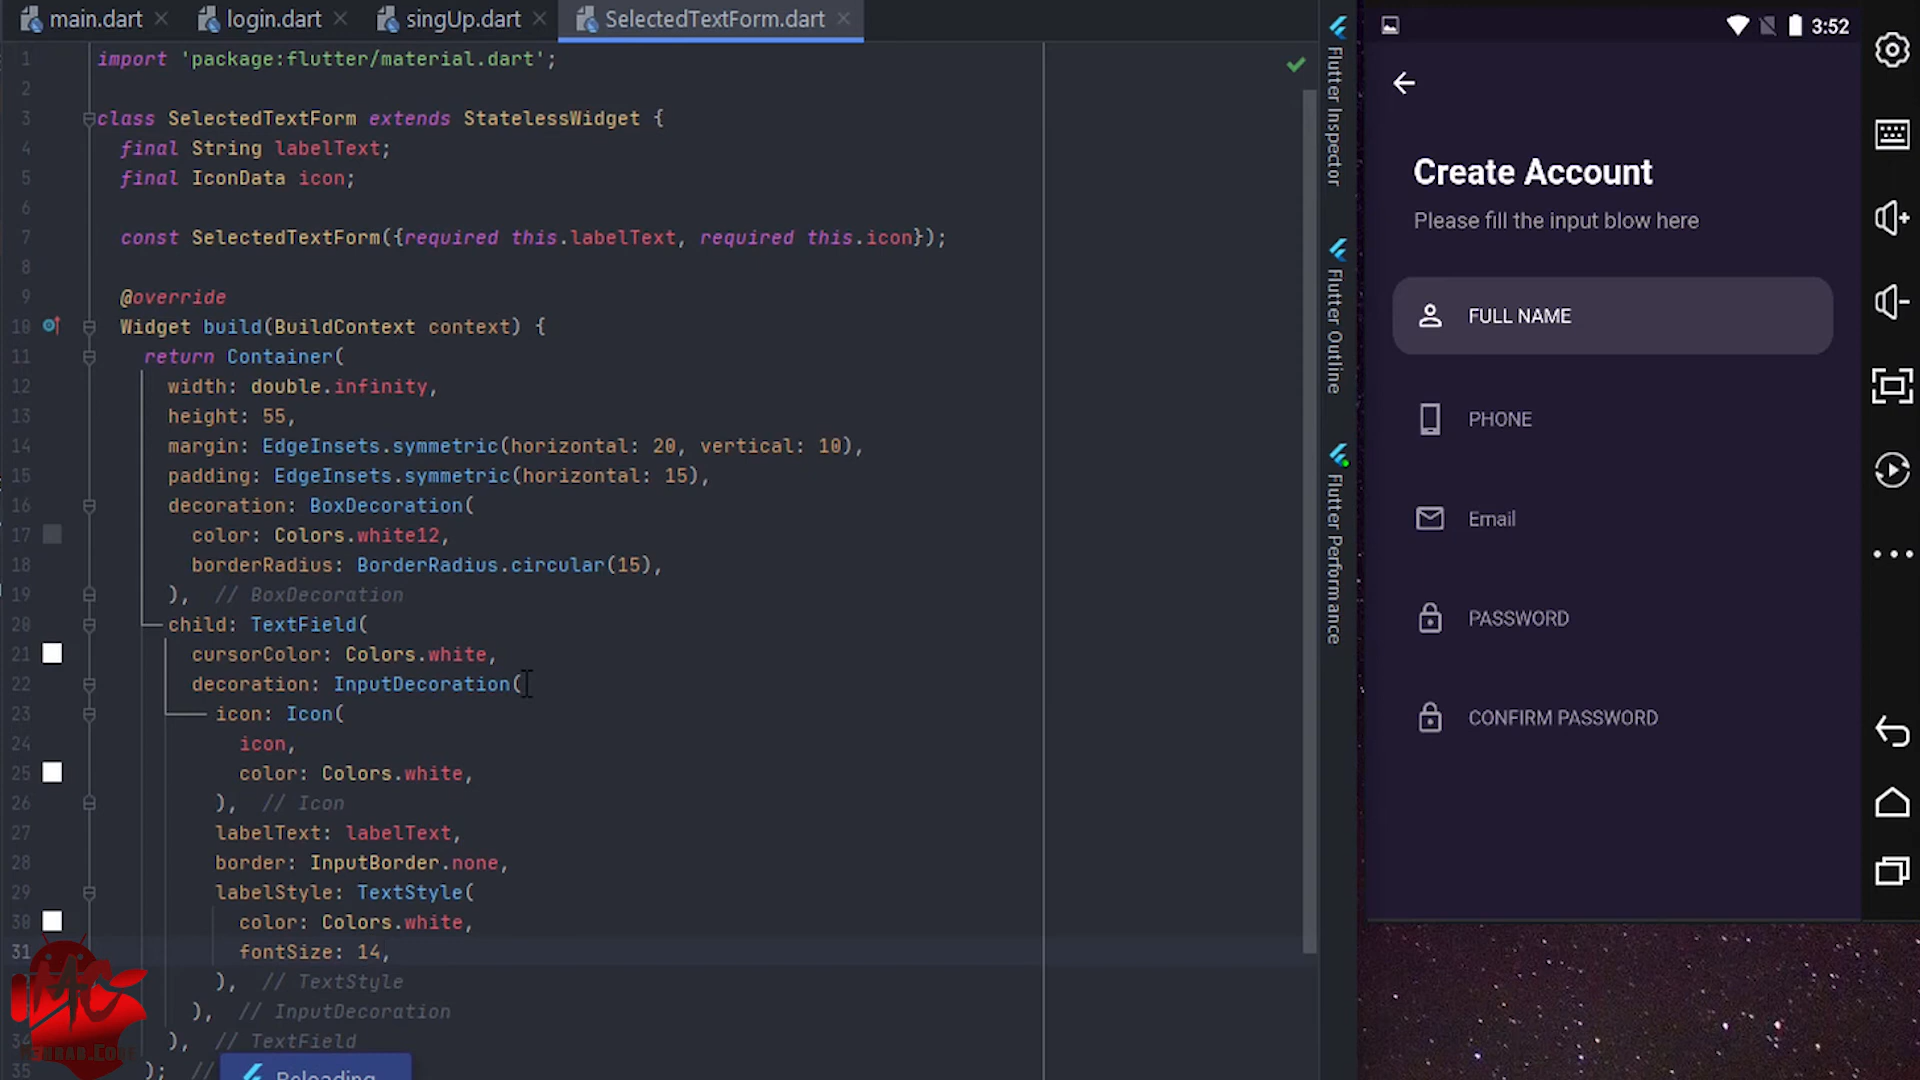 main.dart
login.dart
singUp.dart
SelectedTextForm.dart
1 import 'package:flutter/material.dart';
2
3 class SelectedTextForm extends StatelessWidget {
4 final String labelText;
5 final IconData icon;
6
7 const SelectedTextForm({required this.labelText, required this.icon});
8
9 @override
10 Widget build(BuildContext context) {
11 return Container(
12 width: double.infinity,
13 height: 55,
14 margin: EdgeInsets.symmetric(horizontal: 20, vertical: 10),
15 padding: EdgeInsets.symmetric(horizontal: 15),
16 decoration: BoxDecoration(
17 color: Colors.white12,
18 borderRadius: BorderRadius.circular(15),
19 ), // BoxDecoration
20 child: TextField(
21 cursorColor: Colors.white,
22 decoration: InputDecoration(
23 icon: Icon(
24 icon,
25 color: Colors.white,
26 ), // Icon
27 labelText: labelText,
28 border: InputBorder.none,
29 labelStyle: TextStyle(
30 color: Colors.white,
31 fontSize: 14,
), // TextStyle
), // InputDecoration
), // TextField
35 ); //
Reloading
Flutter Inspector
Flutter Outline
Flutter Performance
3:52
Create Account
Please fill the input blow here
FULL NAME
PHONE
Email
PASSWORD
CONFIRM PASSWORD